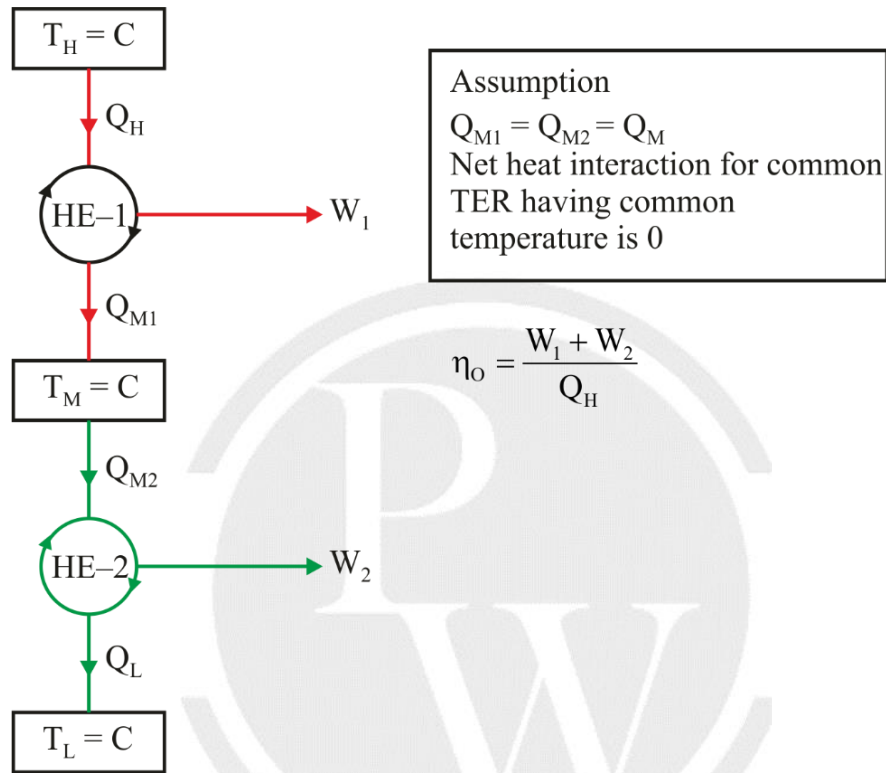 T_H = C
Q_H
HE–1
W_1
Q_M1
T_M = C
Q_M2
HE–2
W_2
Q_L
T_L = C
Assumption
Q_M1 = Q_M2 = Q_M
Net heat interaction for common
TER having common
temperature is 0
η_O = (W_1 + W_2) / Q_H
P
W